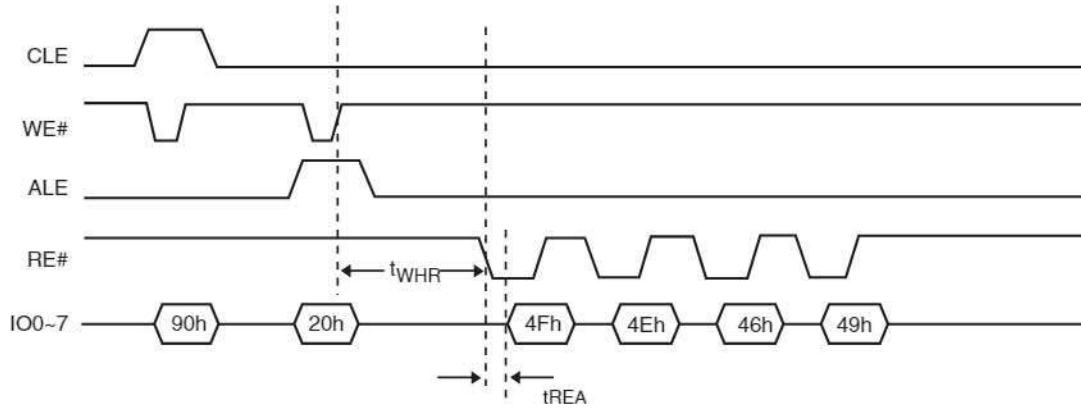 CLE
WE#
ALE
RE#
tWHR
IO0~7
90h
20h
4Fh
4Eh
46h
49h
tREA